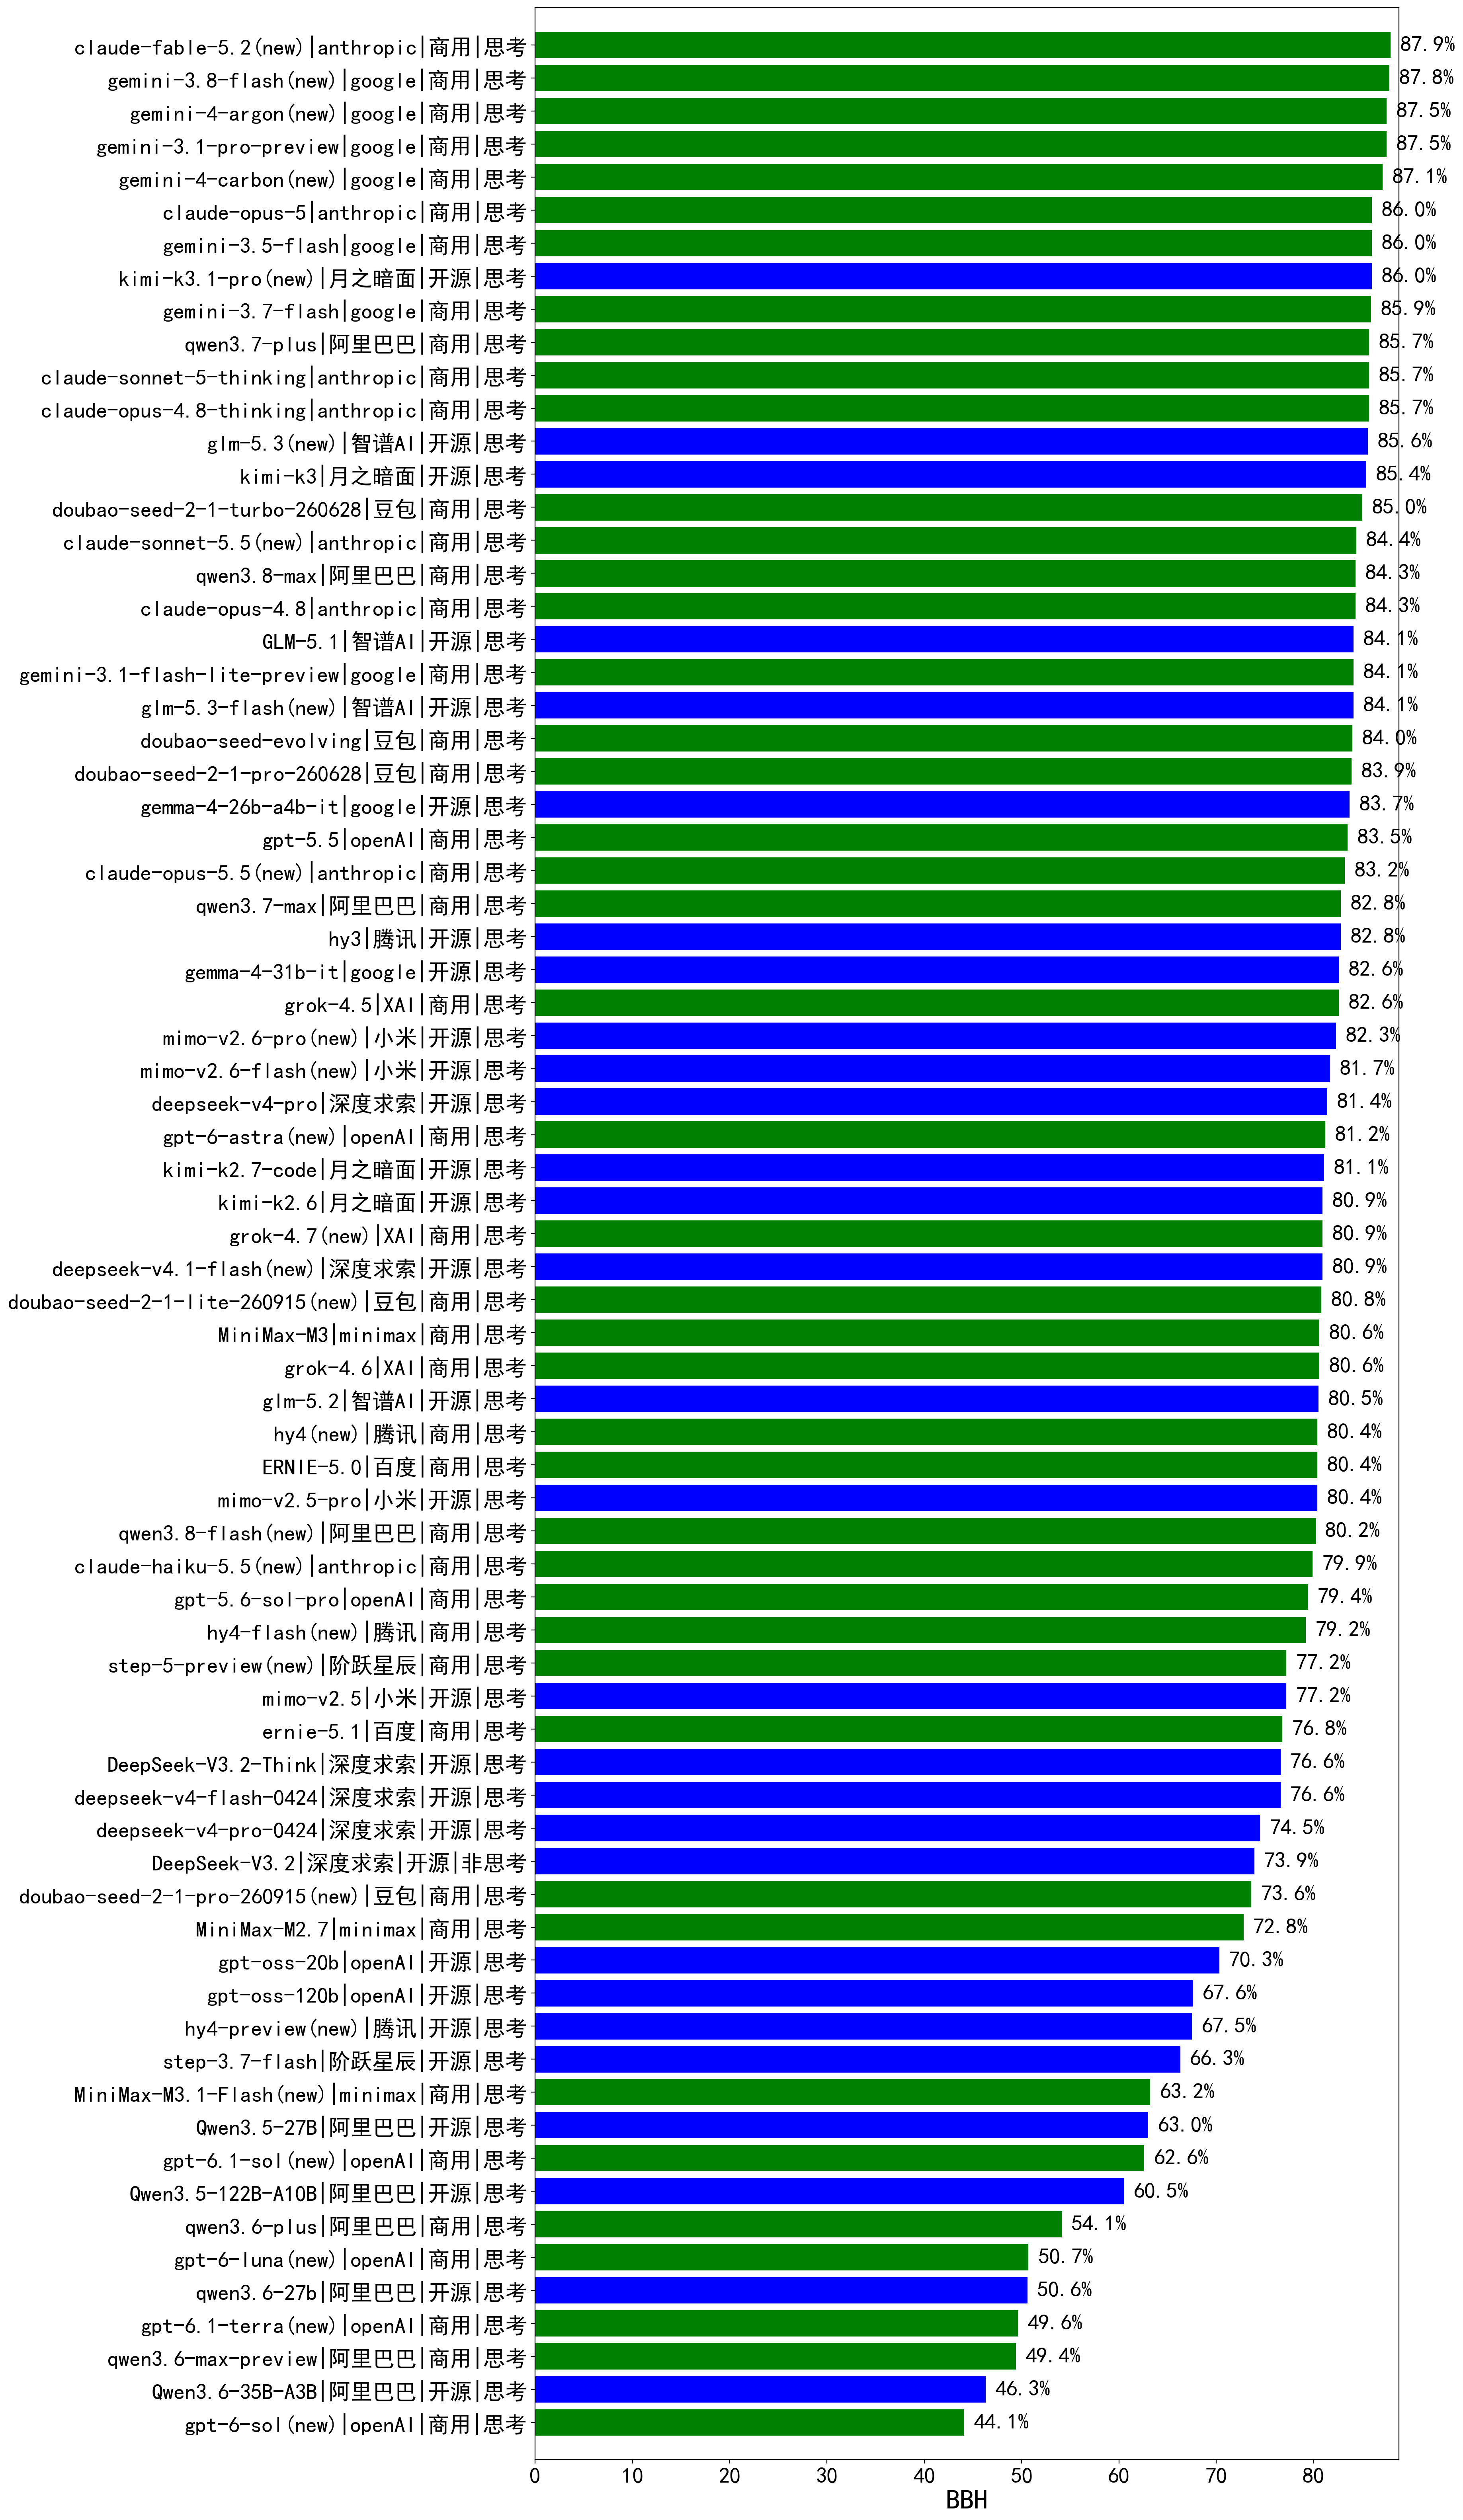 claude-fable-5.2(new)|anthropic|商用|思考 87.9%
gemini-3.8-flash(new)|google|商用|思考 87.8%
gemini-4-argon(new)|google|商用|思考 87.5%
gemini-3.1-pro-preview|google|商用|思考 87.5%
gemini-4-carbon(new)|google|商用|思考 87.1%
claude-opus-5|anthropic|商用|思考 86.0%
gemini-3.5-flash|google|商用|思考 86.0%
kimi-k3.1-pro(new)|月之暗面|开源|思考 86.0%
gemini-3.7-flash|google|商用|思考 85.9%
qwen3.7-plus|阿里巴巴|商用|思考 85.7%
claude-sonnet-5-thinking|anthropic|商用|思考 85.7%
claude-opus-4.8-thinking|anthropic|商用|思考 85.7%
glm-5.3(new)|智谱AI|开源|思考 85.6%
kimi-k3|月之暗面|开源|思考 85.4%
doubao-seed-2-1-turbo-260628|豆包|商用|思考 85.0%
claude-sonnet-5.5(new)|anthropic|商用|思考 84.4%
qwen3.8-max|阿里巴巴|商用|思考 84.3%
claude-opus-4.8|anthropic|商用|思考 84.3%
GLM-5.1|智谱AI|开源|思考 84.1%
gemini-3.1-flash-lite-preview|google|商用|思考 84.1%
glm-5.3-flash(new)|智谱AI|开源|思考 84.1%
doubao-seed-evolving|豆包|商用|思考 84.0%
doubao-seed-2-1-pro-260628|豆包|商用|思考 83.9%
gemma-4-26b-a4b-it|google|开源|思考 83.7%
gpt-5.5|openAI|商用|思考 83.5%
claude-opus-5.5(new)|anthropic|商用|思考 83.2%
qwen3.7-max|阿里巴巴|商用|思考 82.8%
hy3|腾讯|开源|思考 82.8%
gemma-4-31b-it|google|开源|思考 82.6%
grok-4.5|XAI|商用|思考 82.6%
mimo-v2.6-pro(new)|小米|开源|思考 82.3%
mimo-v2.6-flash(new)|小米|开源|思考 81.7%
deepseek-v4-pro|深度求索|开源|思考 81.4%
gpt-6-astra(new)|openAI|商用|思考 81.2%
kimi-k2.7-code|月之暗面|开源|思考 81.1%
kimi-k2.6|月之暗面|开源|思考 80.9%
grok-4.7(new)|XAI|商用|思考 80.9%
deepseek-v4.1-flash(new)|深度求索|开源|思考 80.9%
doubao-seed-2-1-lite-260915(new)|豆包|商用|思考 80.8%
MiniMax-M3|minimax|商用|思考 80.6%
grok-4.6|XAI|商用|思考 80.6%
glm-5.2|智谱AI|开源|思考 80.5%
hy4(new)|腾讯|商用|思考 80.4%
ERNIE-5.0|百度|商用|思考 80.4%
mimo-v2.5-pro|小米|开源|思考 80.4%
qwen3.8-flash(new)|阿里巴巴|商用|思考 80.2%
claude-haiku-5.5(new)|anthropic|商用|思考 79.9%
gpt-5.6-sol-pro|openAI|商用|思考 79.4%
hy4-flash(new)|腾讯|商用|思考 79.2%
step-5-preview(new)|阶跃星辰|商用|思考 77.2%
mimo-v2.5|小米|开源|思考 77.2%
ernie-5.1|百度|商用|思考 76.8%
DeepSeek-V3.2-Think|深度求索|开源|思考 76.6%
deepseek-v4-flash-0424|深度求索|开源|思考 76.6%
deepseek-v4-pro-0424|深度求索|开源|思考 74.5%
DeepSeek-V3.2|深度求索|开源|非思考 73.9%
doubao-seed-2-1-pro-260915(new)|豆包|商用|思考 73.6%
MiniMax-M2.7|minimax|商用|思考 72.8%
gpt-oss-20b|openAI|开源|思考 70.3%
gpt-oss-120b|openAI|开源|思考 67.6%
hy4-preview(new)|腾讯|开源|思考 67.5%
step-3.7-flash|阶跃星辰|开源|思考 66.3%
MiniMax-M3.1-Flash(new)|minimax|商用|思考 63.2%
Qwen3.5-27B|阿里巴巴|开源|思考 63.0%
gpt-6.1-sol(new)|openAI|商用|思考 62.6%
Qwen3.5-122B-A10B|阿里巴巴|开源|思考 60.5%
qwen3.6-plus|阿里巴巴|商用|思考 54.1%
gpt-6-luna(new)|openAI|商用|思考 50.7%
qwen3.6-27b|阿里巴巴|开源|思考 50.6%
gpt-6.1-terra(new)|openAI|商用|思考 49.6%
qwen3.6-max-preview|阿里巴巴|商用|思考 49.4%
Qwen3.6-35B-A3B|阿里巴巴|开源|思考 46.3%
gpt-6-sol(new)|openAI|商用|思考 44.1%
0 10 20 30 40 50 60 70 80
BBH